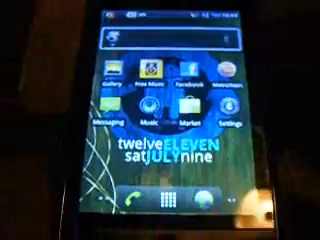 Gallery Free Music Facebook
Messaging Music Market Settings
twelveELEVEN
satJULYnine